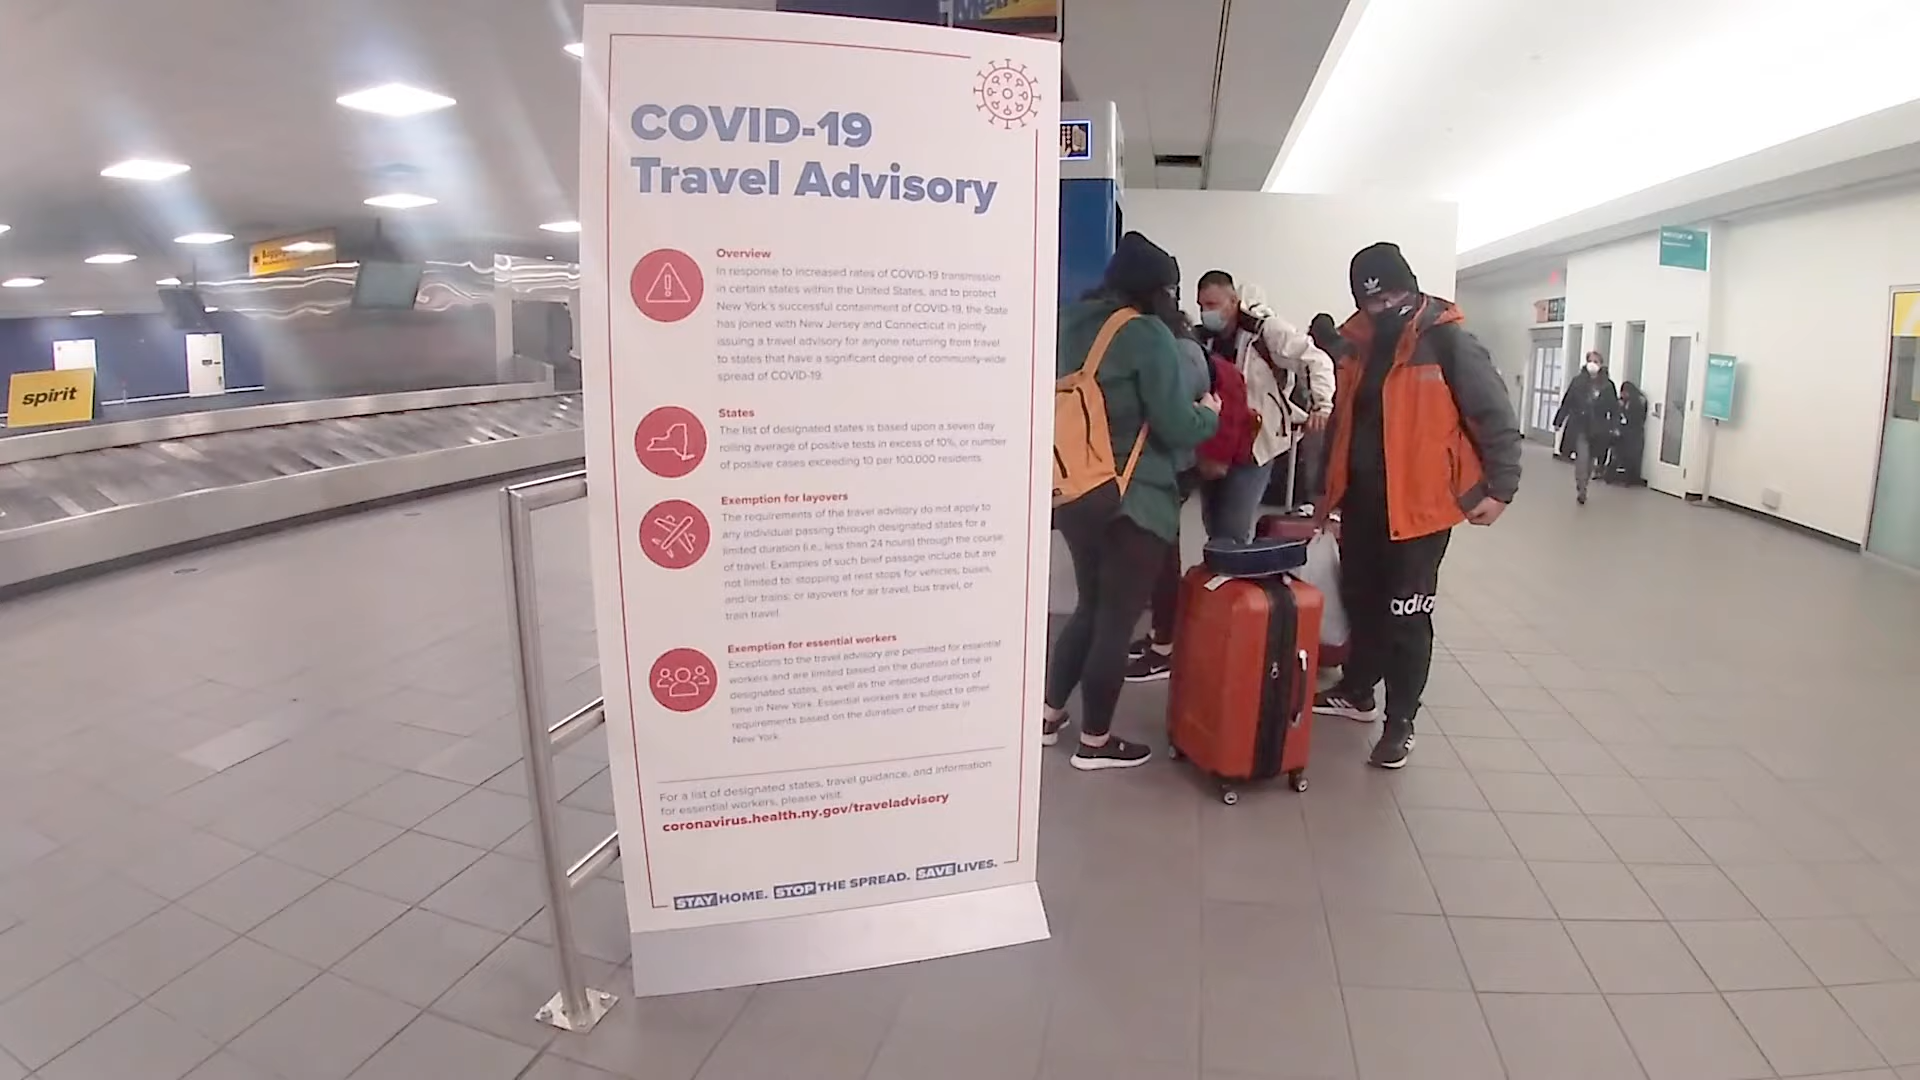 COVID-19
Travel Advisory
Overview
In response to increased rates of COVID-19 transmission
in certain states within the United States, and to protect
New York's successful containment of COVID-19, the State
has joined with New Jersey and Connecticut in jointly
issuing a travel advisory for anyone returning from travel
to states that have a significant degree of community-wide
spread of COVID-19.
States
The list of designated states is based upon a seven day
rolling average of positive tests in excess of 10%, or number
of positive cases exceeding 10 per 100,000 residents
Exemption for layovers
The requirements of the travel advisory do not apply to
any individual passing through designated states for a
limited duration (i.e., less than 24 hours) through the course
of travel. Examples of such brief passage include but are
not limited to: stopping at rest stops for vehicles, buses,
and/or trains; or layovers for air travel, bus travel, or
train travel.
Exemption for essential workers
Exceptions to the travel advisory are permitted for essential
workers and are limited based on the duration of time in
designated states, as well as the intended duration of
time in New York. Essential workers are subject to other
requirements based on the duration of their stay in
New York.
For a list of designated states, travel guidance, and information
for essential workers, please visit:
coronavirus.health.ny.gov/traveladvisory
STAY HOME. STOP THE SPREAD. SAVE LIVES.
spirit